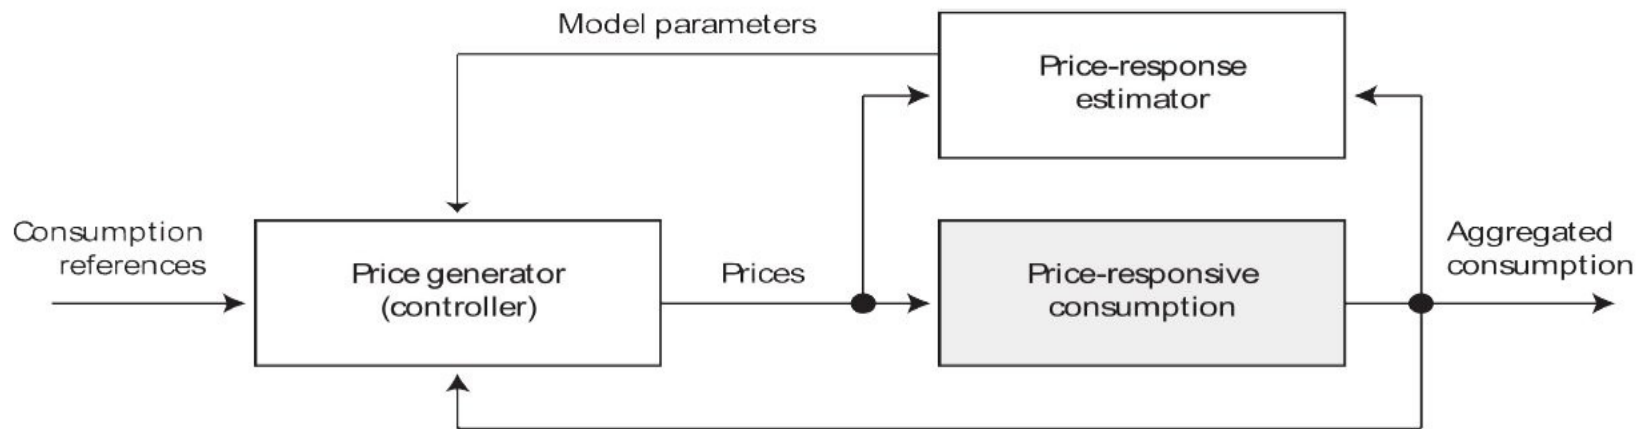 Model parameters
Price-response
estimator
Consumption
references
Price generator
(controller)
Prices
Price-responsive
consumption
Aggregated
consumption